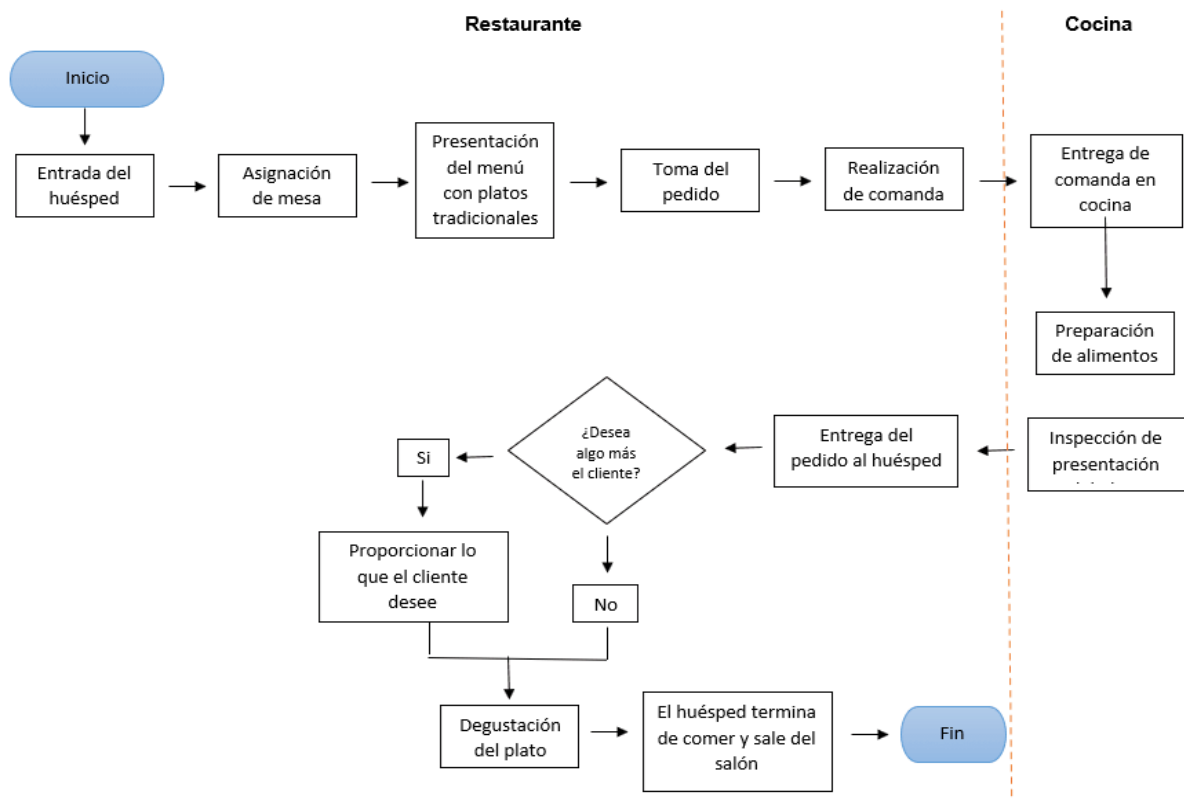 Restaurante
Cocina
Inicio
Entrada del
huésped
Asignación
de mesa
Presentación
del menú
con platos
tradicionales
Toma del
pedido
Realización
de comanda
Entrega de
comanda en
cocina
Preparación
de alimentos
Inspección de
presentación
Entrega del
pedido al huésped
¿Desea
algo más
el cliente?
Si
Proporcionar lo
que el cliente
desee
No
Degustación
del plato
El huésped termina
de comer y sale del
salón
Fin